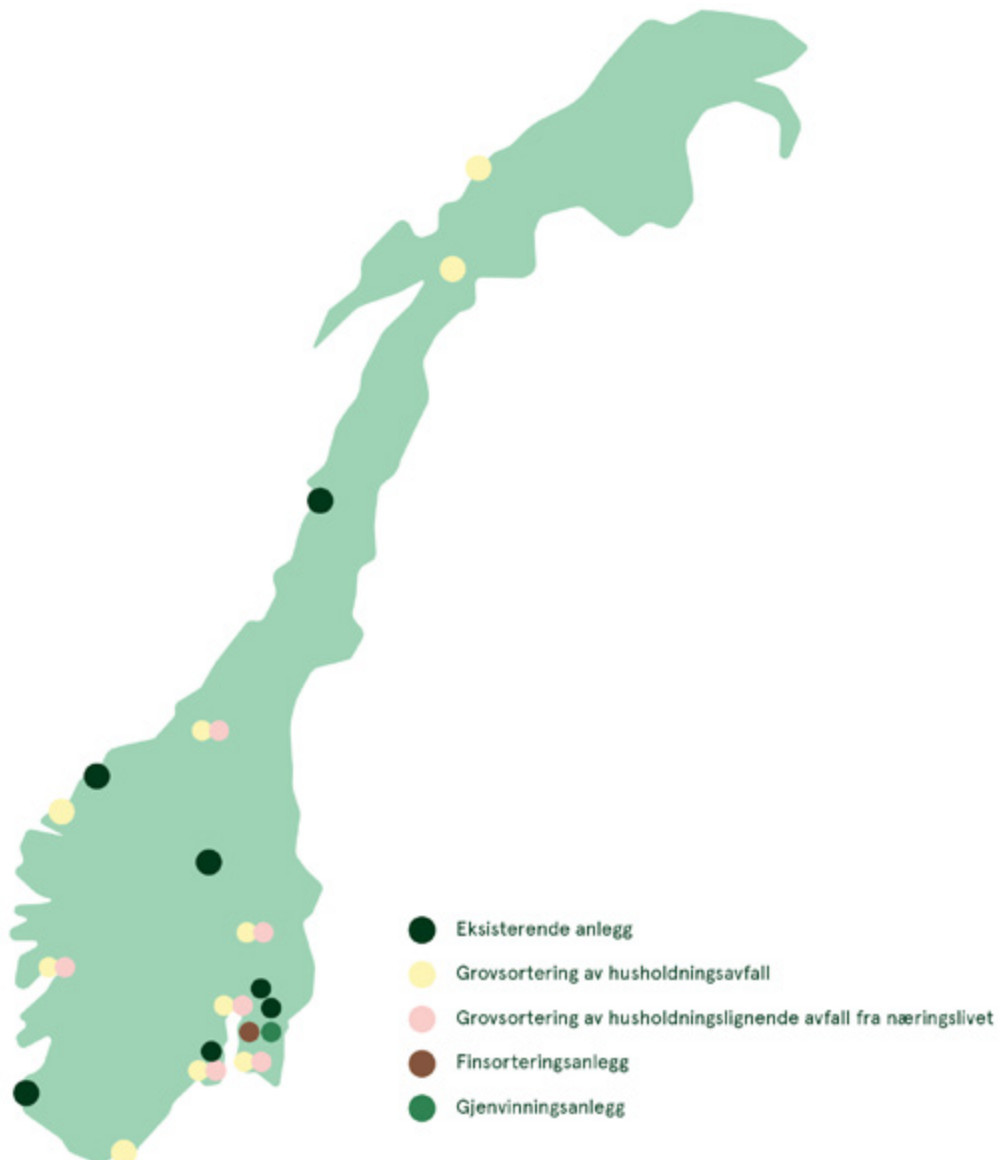 Eksisterende anlegg
Grovsortering av husholdningsavfall
Grovsortering av husholdningslignende avfall fra næringslivet
Finsorteringsanlegg
Gjenvinningsanlegg